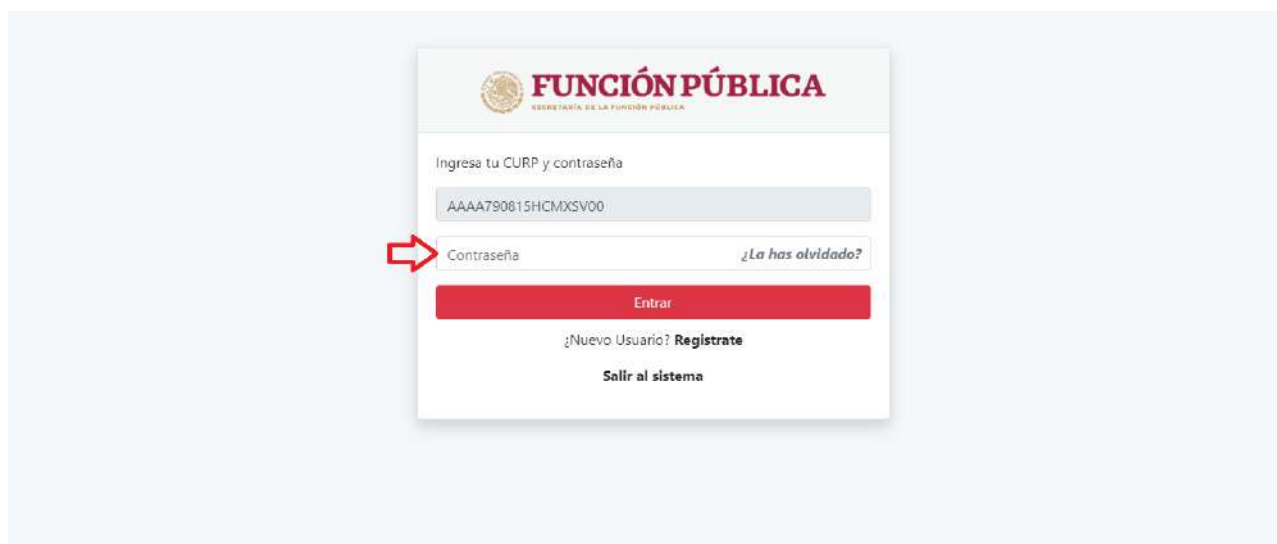 FUNCIÓN PÚBLICA
SECRETARÍA DE LA FUNCIÓN PÚBLICA
Ingresa tu CURP y contraseña
AAAA790815HCMXSV00
Contraseña ¿La has olvidado?
Entrar
¿Nuevo Usuario? Registrate
Salir al sistema